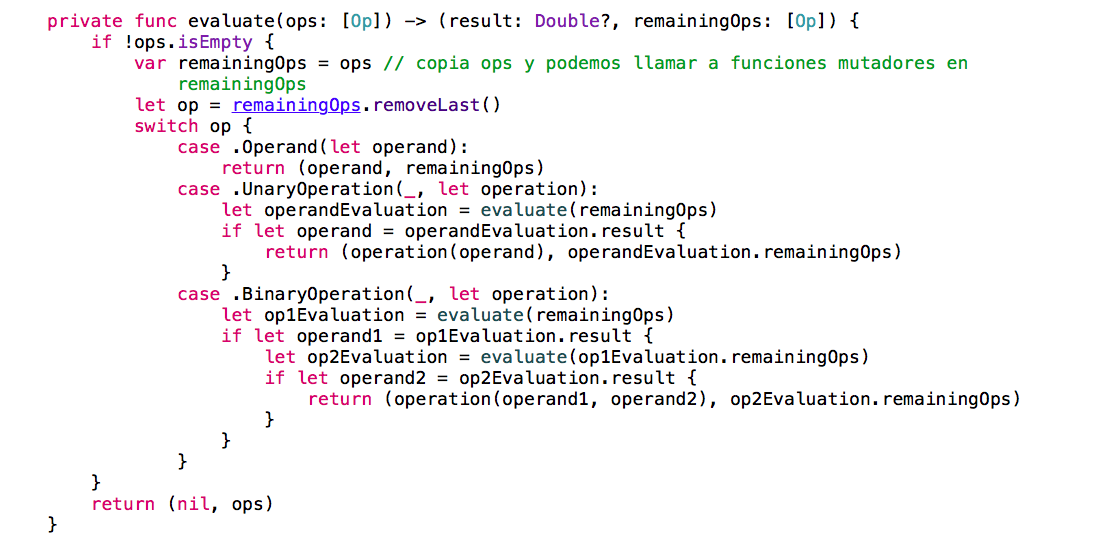 private func evaluate(ops: [Op]) -> (result: Double?, remainingOps: [Op]) {
    if !ops.isEmpty {
        var remainingOps = ops // copia ops y podemos llamar a funciones mutadores en
            remainingOps
        let op = remainingOps.removeLast()
        switch op {
            case .Operand(let operand):
                return (operand, remainingOps)
            case .UnaryOperation(_, let operation):
                let operandEvaluation = evaluate(remainingOps)
                if let operand = operandEvaluation.result {
                    return (operation(operand), operandEvaluation.remainingOps)
                }
            case .BinaryOperation(_, let operation):
                let op1Evaluation = evaluate(remainingOps)
                if let operand1 = op1Evaluation.result {
                    let op2Evaluation = evaluate(op1Evaluation.remainingOps)
                    if let operand2 = op2Evaluation.result {
                        return (operation(operand1, operand2), op2Evaluation.remainingOps)
                    }
                }
            }
    }
    return (nil, ops)
}